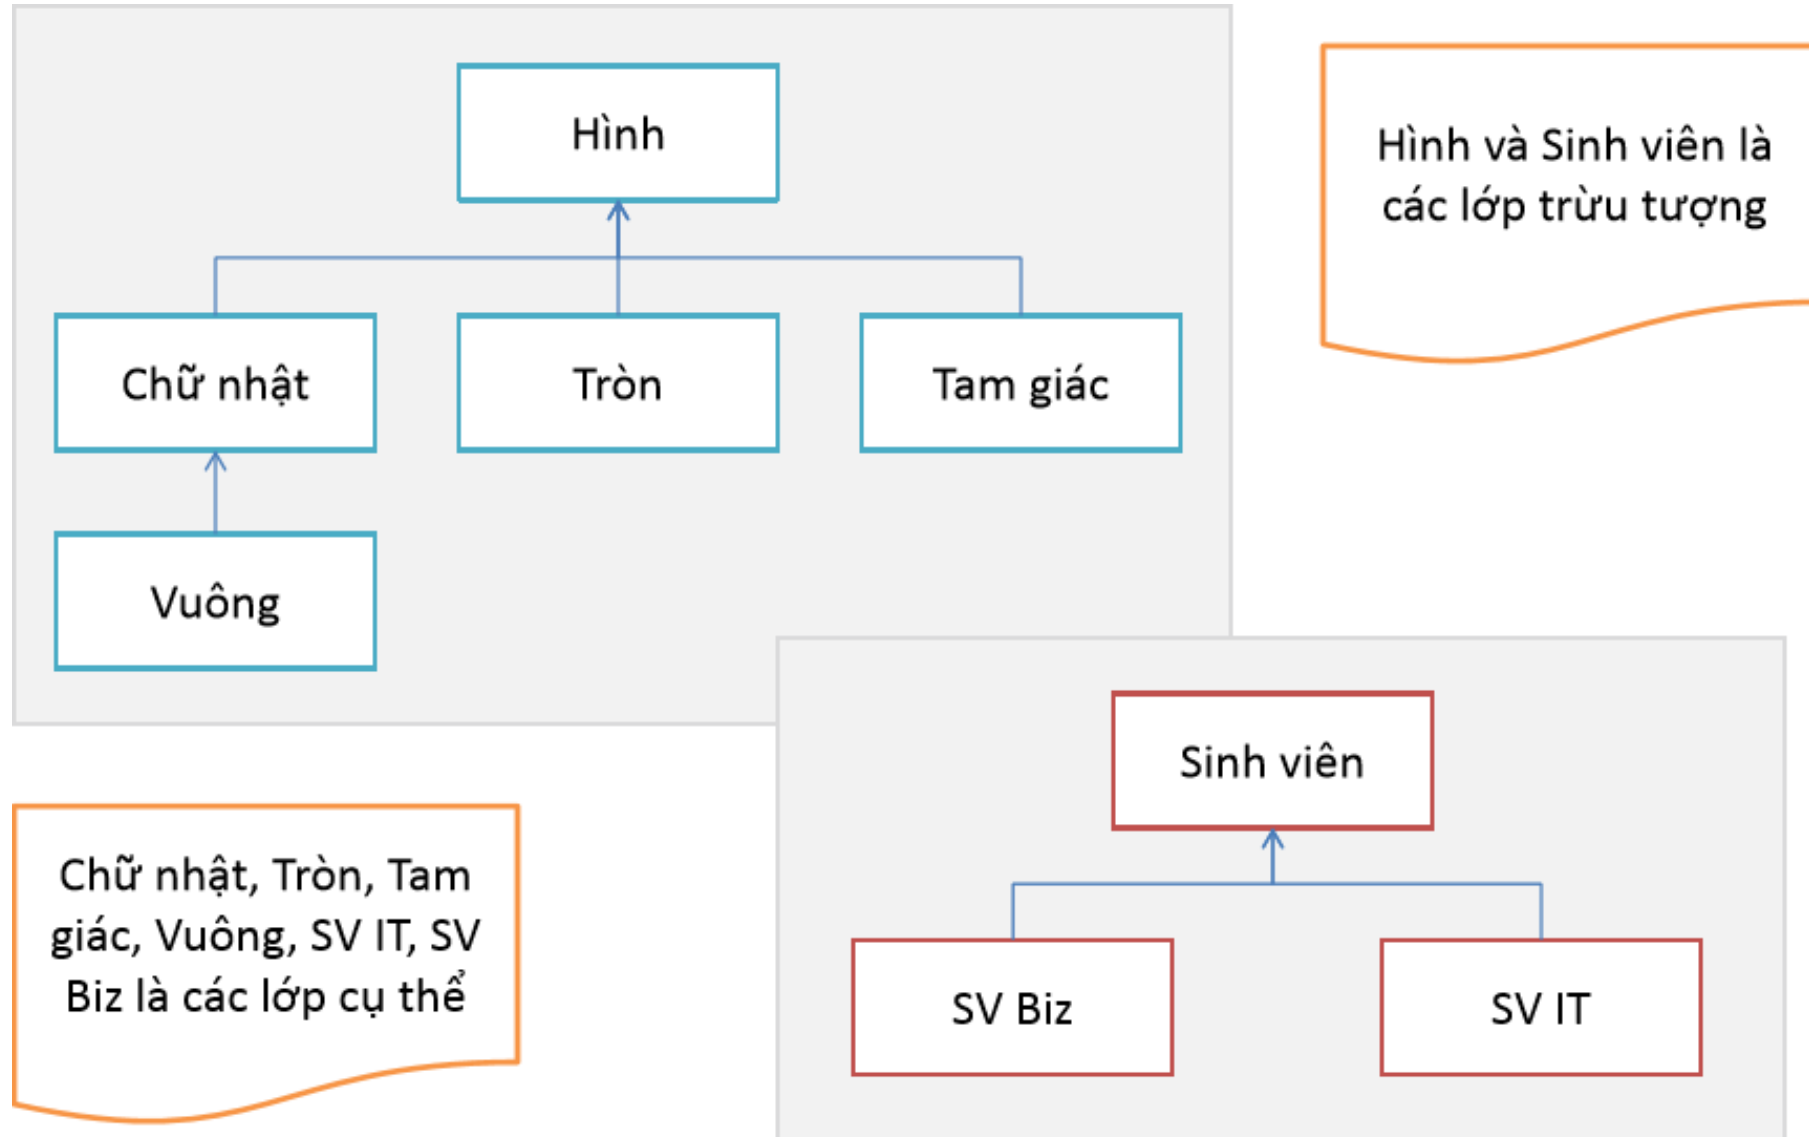 Hình
Hình và Sinh viên là
các lớp trừu tượng
Chữ nhật
Tròn
Tam giác
Vuông
Sinh viên
Chữ nhật, Tròn, Tam
giác, Vuông, SV IT, SV
Biz là các lớp cụ thể
SV Biz
SV IT